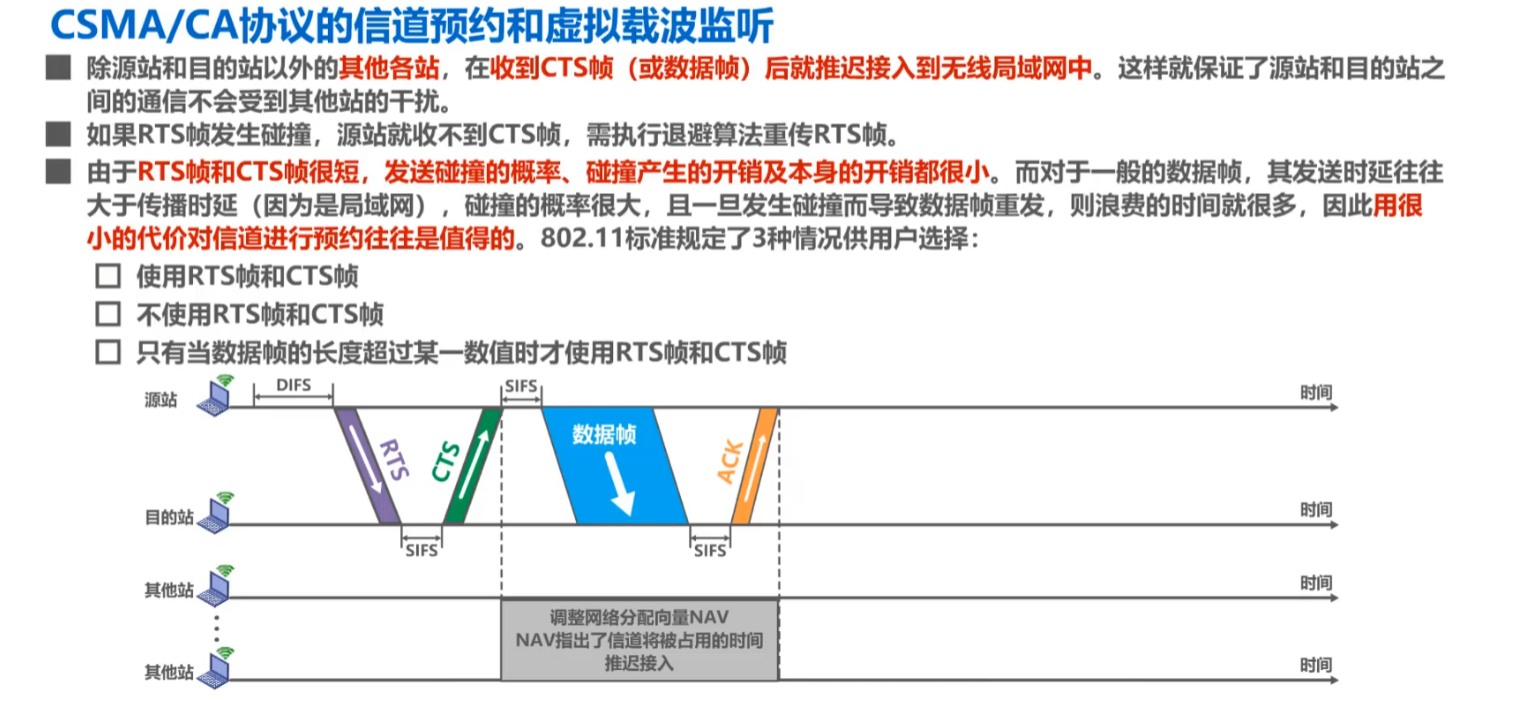 CSMA/CA协议的信道预约和虚拟载波监听
除源站和目的站以外的其他各站，在收到CTS帧（或数据帧）后就推迟接入到无线局域网中。这样就保证了源站和目的站之
间的通信不会受到其他站的干扰。
如果RTS帧发生碰撞，源站就收不到CTS帧，需执行退避算法重传RTS帧。
由于RTS帧和CTS帧很短，发送碰撞的概率、碰撞产生的开销及本身的开销都很小。而对于一般的数据帧，其发送时延往往
大于传播时延（因为是局域网），碰撞的概率很大，且一旦发生碰撞而导致数据帧重发，则浪费的时间就很多，因此用很
小的代价对信道进行预约往往是值得的。802.11标准规定了3种情况供用户选择：
使用RTS帧和CTS帧
不使用RTS帧和CTS帧
只有当数据帧的长度超过某一数值时才使用RTS帧和CTS帧
源站
DIFS
SIFS
时间
RTS
CTS
数据帧
ACK
目的站
时间
SIFS
SIFS
其他站
时间
调整网络分配向量NAV
NAV指出了信道将被占用的时间
推迟接入
其他站
时间